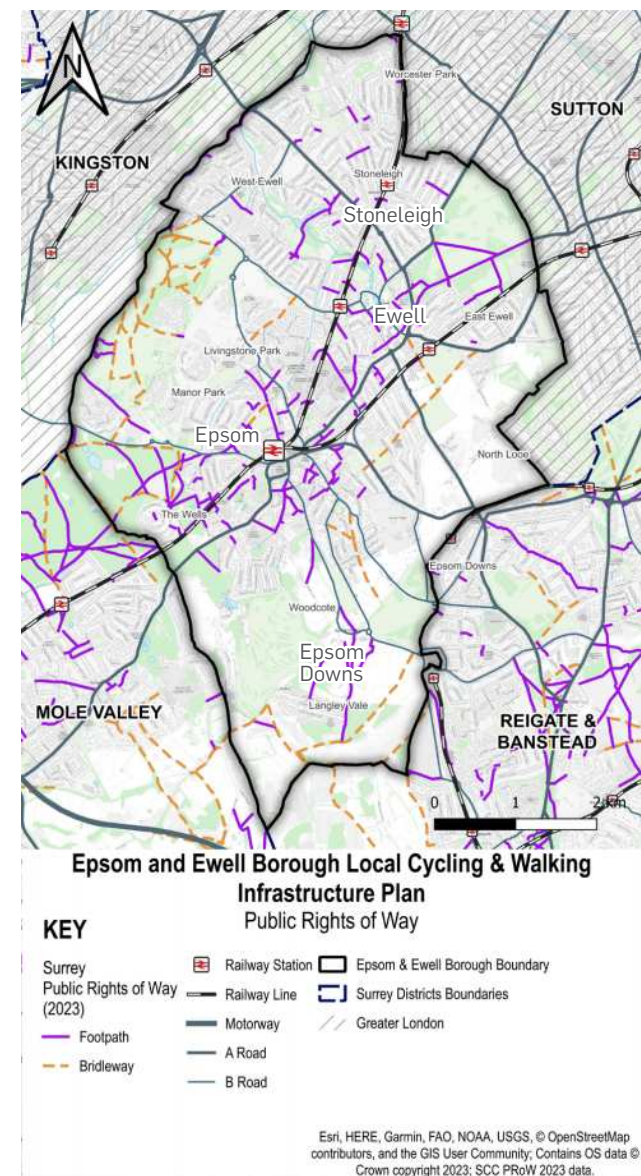 N
Worcester Park
SUTTON
KINGSTON
Stoneleigh
West Ewell
Stoneleigh
Ewell
East Ewell
Livingstone Park
Manor Park
Epsom
North Looe
The Wells
Epsom Downs
Woodcote
Epsom
Downs
Langley Vale
MOLE VALLEY
REIGATE &
BANSTEAD
0 1 2 km
Epsom and Ewell Borough Local Cycling & Walking
Infrastructure Plan
Public Rights of Way
KEY
Surrey
Public Rights of Way
(2023)
Footpath
Bridleway
Railway Station
Railway Line
Motorway
A Road
B Road
Epsom & Ewell Borough Boundary
Surrey Districts Boundaries
Greater London
Esri, HERE, Garmin, FAO, NOAA, USGS, © OpenStreetMap
contributors, and the GIS User Community; Contains OS data ©
Crown copyright 2023; SCC PRoW 2023 data.